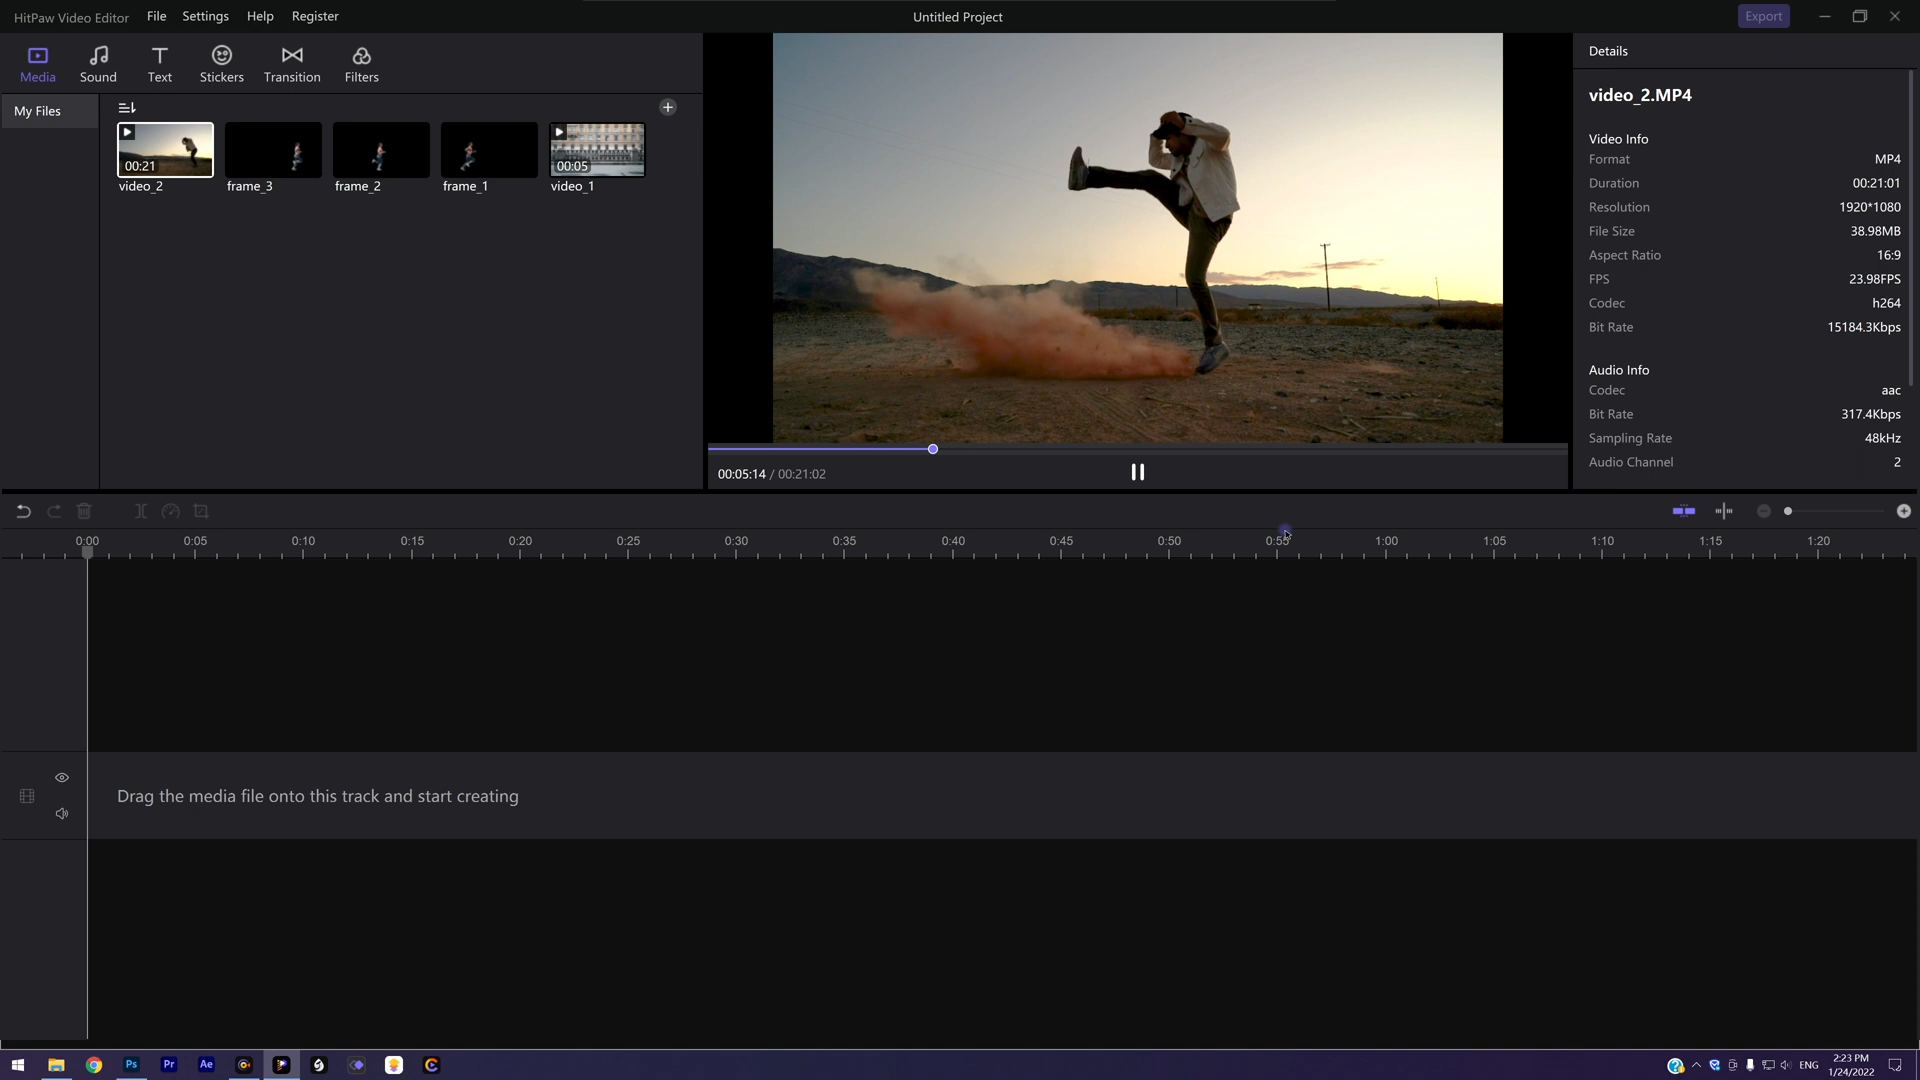 HitPaw Video Editor
File
Settings
Help
Register
Untitled Project
Export
Media
Sound
Text
Stickers
Transition
Filters
My Files
00:21
00:05
video_2
frame_3
frame_2
frame_1
video_1
00:05:14 / 00:21:02
Details
video_2.MP4
Video Info
Format MP4
Duration 00:21:01
Resolution 1920*1080
File Size 38.98MB
Aspect Ratio 16:9
FPS 23.98FPS
Codec h264
Bit Rate 15184.3Kbps
Audio Info
Codec aac
Bit Rate 317.4Kbps
Sampling Rate 48kHz
Audio Channel 2
0:00 0:05 0:10 0:15 0:20 0:25 0:30 0:35 0:40 0:45 0:50 0:55 1:00 1:05 1:10 1:15 1:20
Drag the media file onto this track and start creating
Ps
Pr
Ae
ENG
2:23 PM
1/24/2022